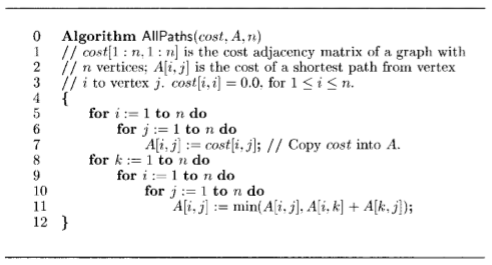 0 Algorithm AllPaths(cost, A, n)
1 // cost[1 : n, 1 : n] is the cost adjacency matrix of a graph with
2 // n vertices; A[i, j] is the cost of a shortest path from vertex
3 // i to vertex j. cost[i, i] = 0.0, for 1 ≤ i ≤ n.
4 {
5 for i := 1 to n do
6 for j := 1 to n do
7 A[i, j] := cost[i, j]; // Copy cost into A.
8 for k := 1 to n do
9 for i := 1 to n do
10 for j := 1 to n do
11 A[i, j] := min(A[i, j], A[i, k] + A[k, j]);
12 }